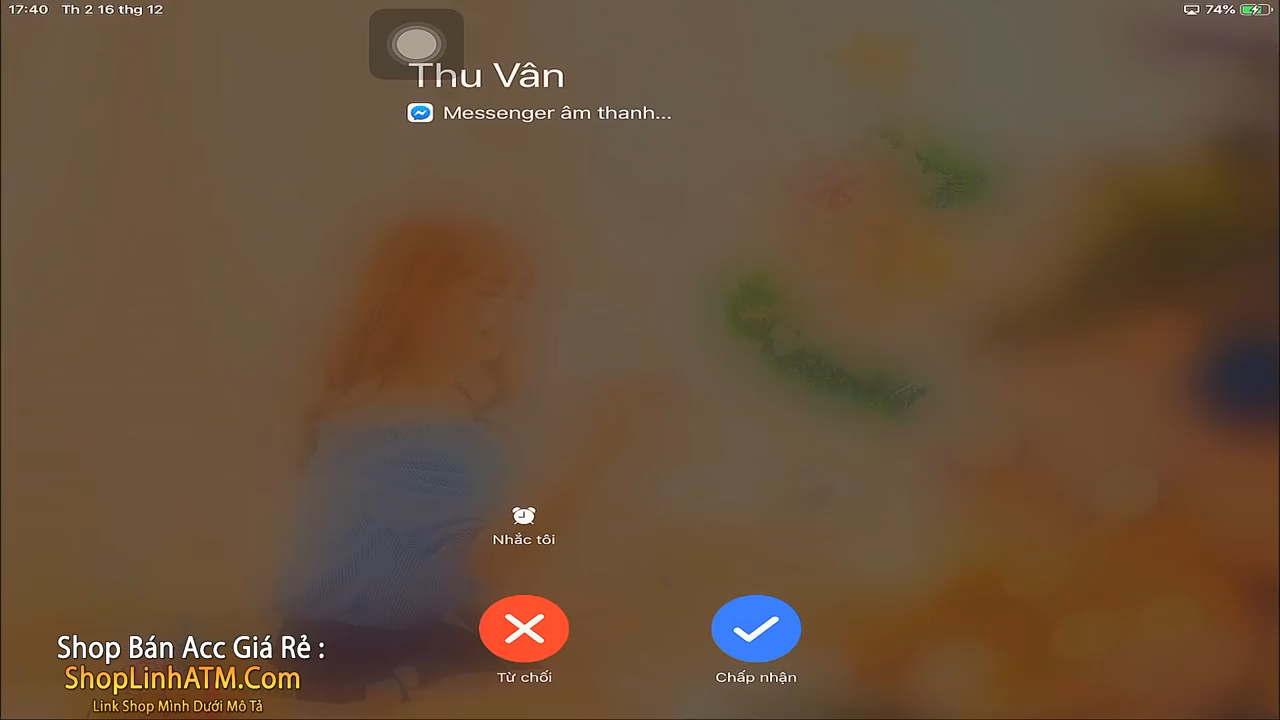 17:40 Th 2 16 thg 12
74%
Thu Vân
Messenger âm thanh...
Nhắc tôi
Từ chối
Chấp nhận
Shop Bán Acc Giá Rẻ :
ShopLinhATM.Com
Link Shop Mình Dưới Mô Tả